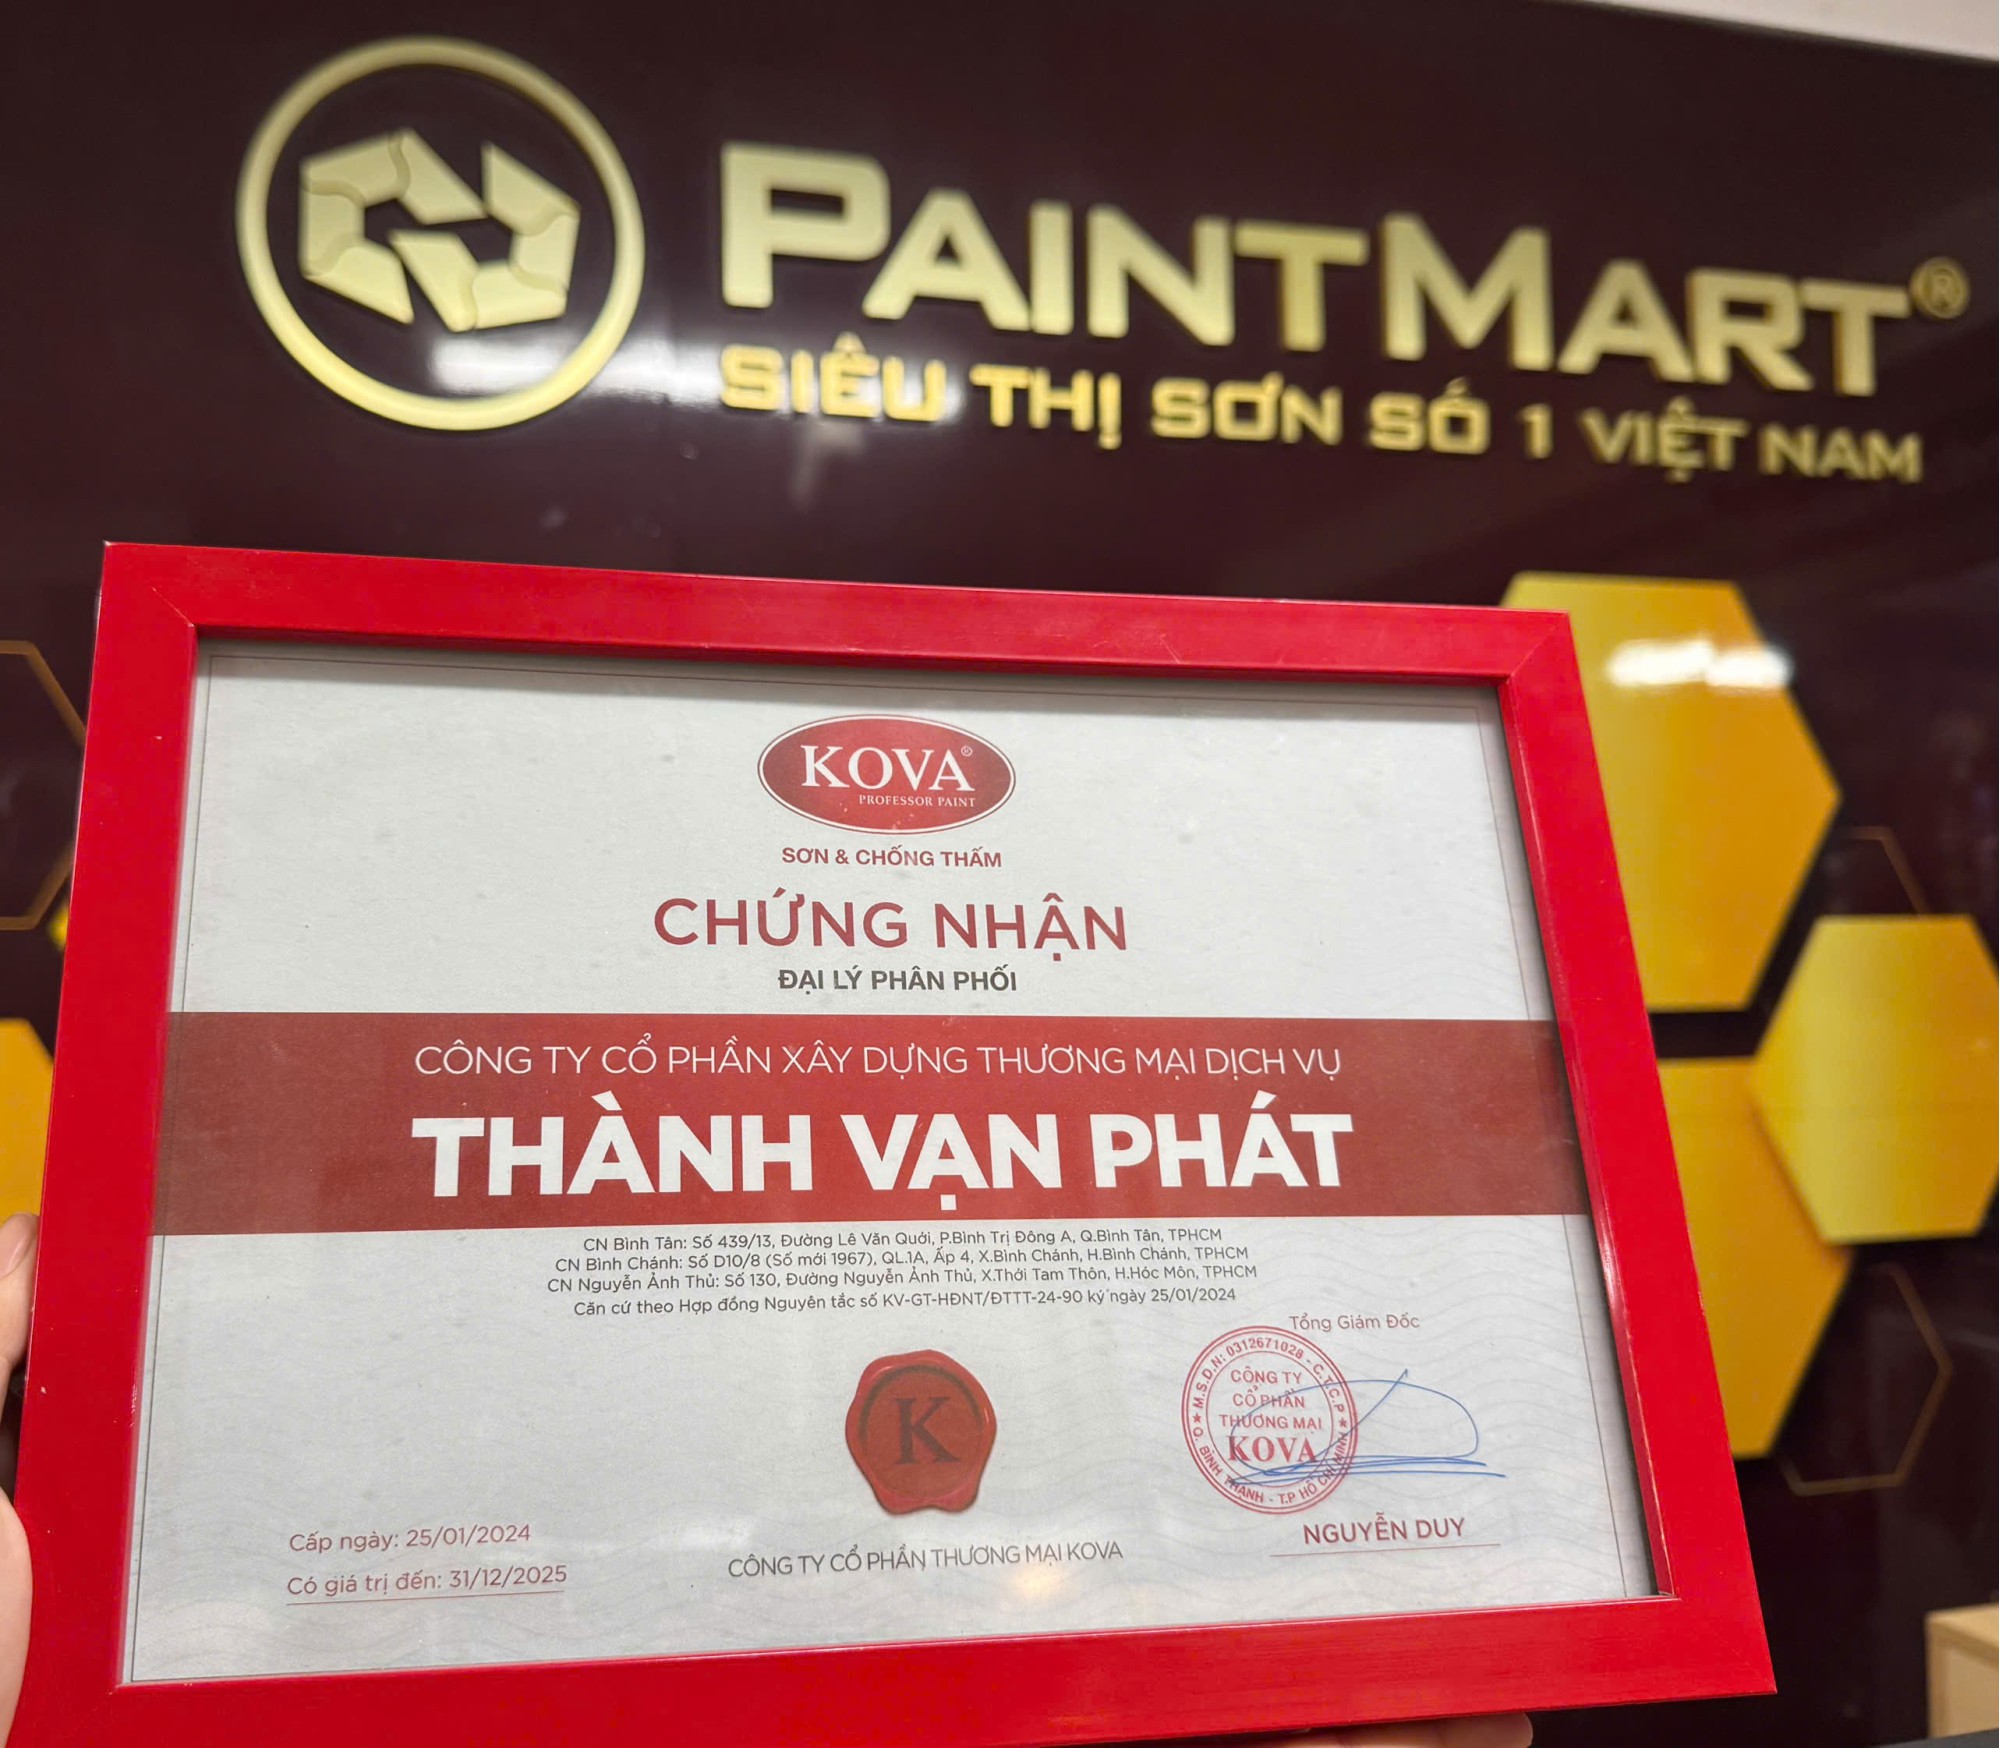 PAINTMART®
SIÊU THỊ SƠN SỐ 1 VIỆT NAM
KOVA®
PROFESSOR PAINT
SƠN & CHỐNG THẤM
CHỨNG NHẬN
ĐẠI LÝ PHÂN PHỐI
CÔNG TY CỔ PHẦN XÂY DỰNG THƯƠNG MẠI DỊCH VỤ
THÀNH VẠN PHÁT
CN Bình Tân: Số 439/13, Đường Lê Văn Quới, P.Bình Trị Đông A, Q.Bình Tân, TPHCM
CN Bình Chánh: Số D10/8 (Số mới 1967), QL.1A, Ấp 4, X.Bình Chánh, H.Bình Chánh, TPHCM
CN Nguyễn Ảnh Thủ: Số 130, Đường Nguyễn Ảnh Thủ, X.Thới Tam Thôn, H.Hóc Môn, TPHCM
Căn cứ theo Hợp đồng Nguyên tắc số KV-GT-HĐNT/ĐTTT-24-90 ký ngày 25/01/2024
Tổng Giám Đốc
M.S.D.N: 0312671028 - C.T.C.P
CÔNG TY
CỔ PHẦN
THƯƠNG MẠI
KOVA
Q. BÌNH THẠNH - T.P HỒ CHÍ MINH
K
NGUYỄN DUY
Cấp ngày: 25/01/2024
Có giá trị đến: 31/12/2025
CÔNG TY CỔ PHẦN THƯƠNG MẠI KOVA